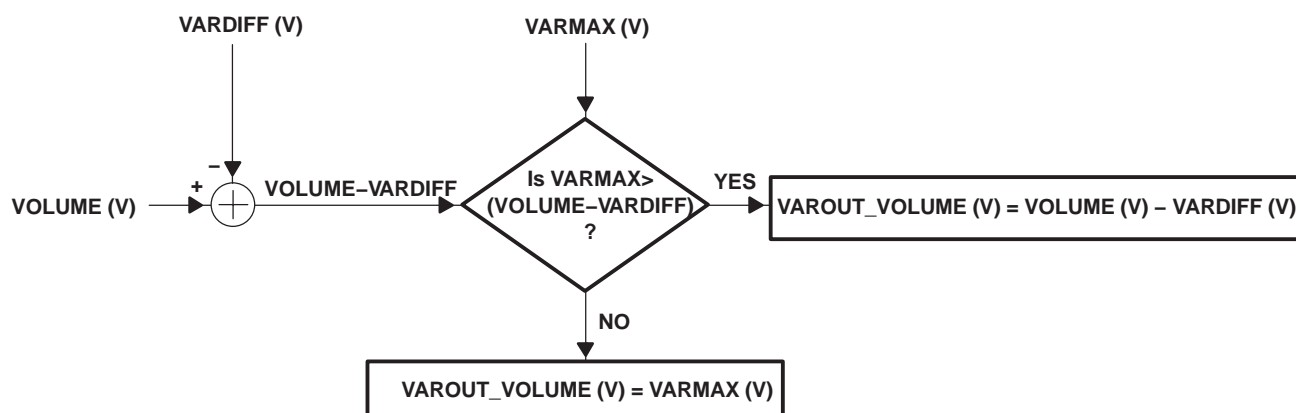 VARDIFF (V)
VARMAX (V)
−
+
VOLUME (V)
VOLUME−VARDIFF
Is VARMAX>
(VOLUME−VARDIFF)
?
YES
VAROUT_VOLUME (V) = VOLUME (V) − VARDIFF (V)
NO
VAROUT_VOLUME (V) = VARMAX (V)